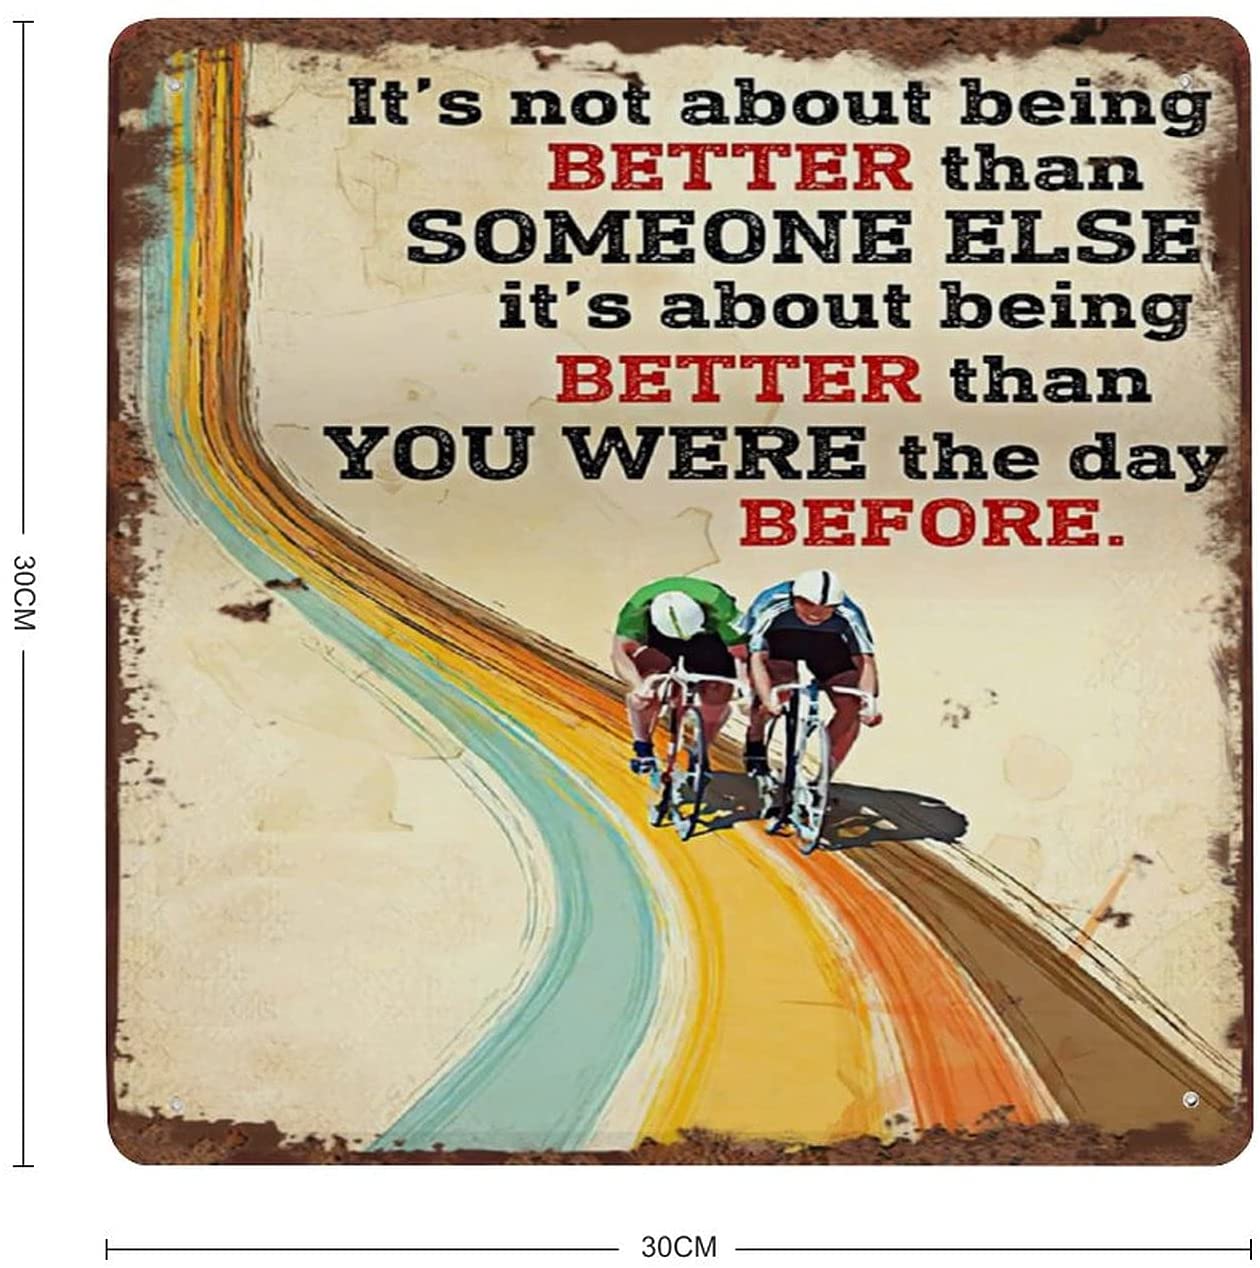 It's not about being
BETTER than
SOMEONE ELSE
it's about being
BETTER than
YOU WERE the day
BEFORE.
30CM
30CM